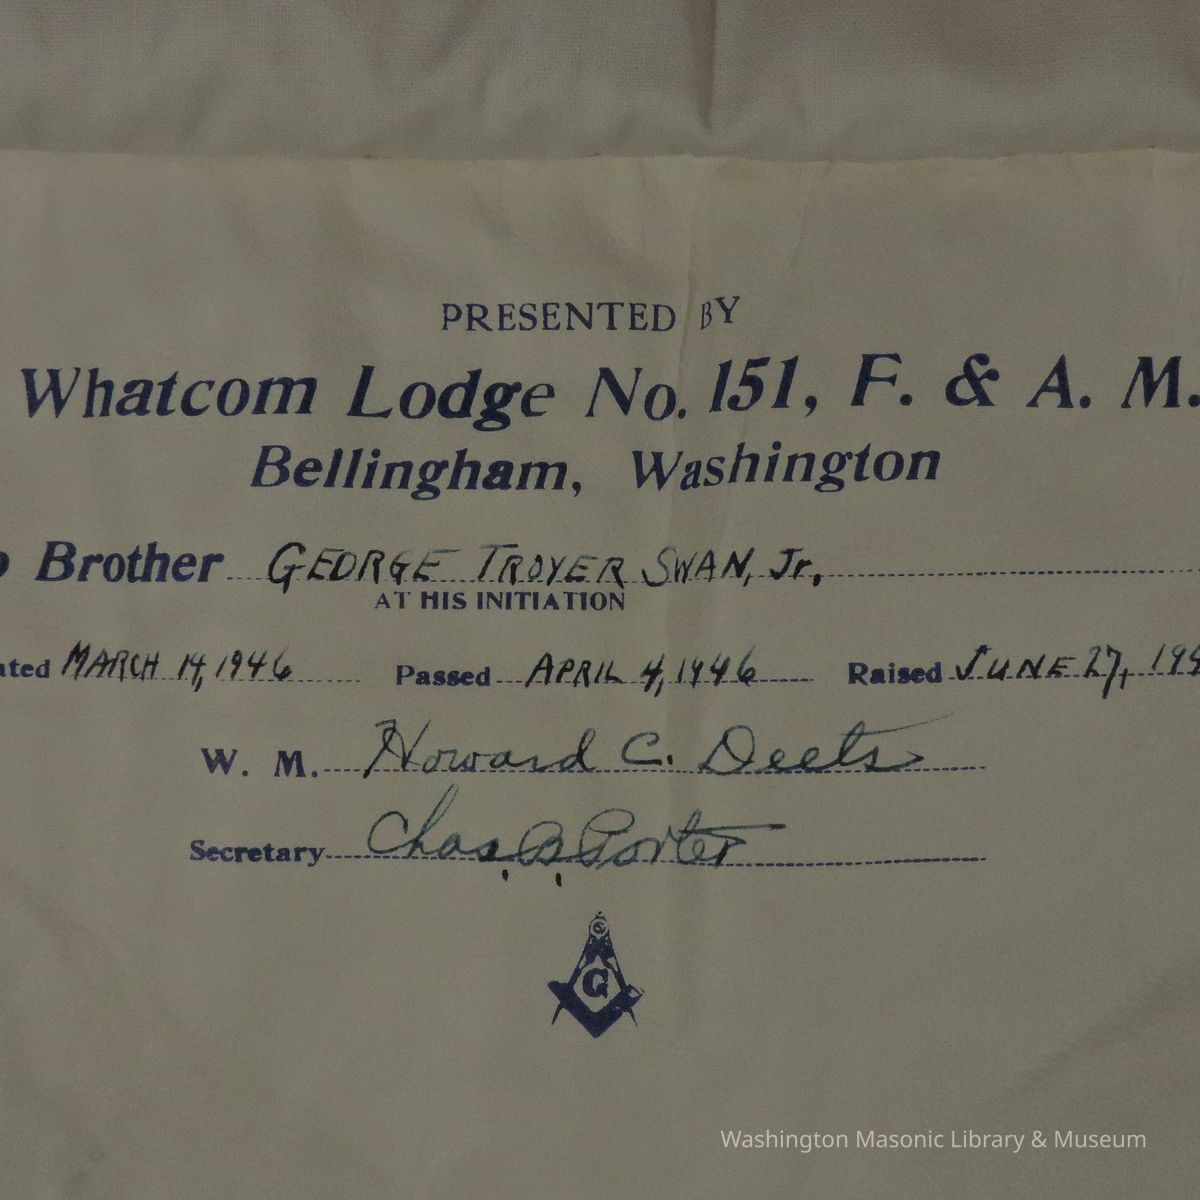 PRESENTED BY
Whatcom Lodge No. 151, F. & A. M.
Bellingham, Washington
Brother GEORGE TROYER SWAN, Jr.
AT HIS INITIATION
MARCH 14, 1946 Passed APRIL 4, 1946 Raised JUNE 27, 194
W. M. Howard C. Deets
Secretary Chas. B. Porter
G
G
Washington Masonic Library & Museum